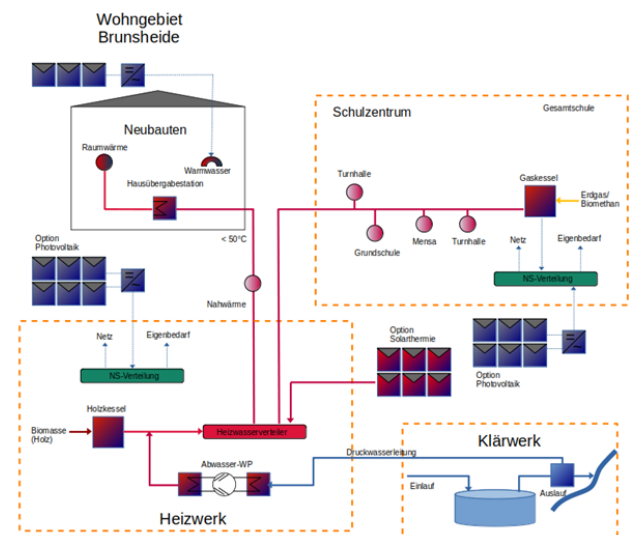 Wohngebiet
Brunsheide
Neubauten
Raumwärme
Warmwasser
Hausübergabestation
Option
Photovoltaik
< 50°C
Nahwärme
Schulzentrum
Gesamtschule
Turnhalle
Gaskessel
Erdgas/
Biomethan
Grundschule
Mensa
Turnhalle
Netz
Eigenbedarf
NS-Verteilung
Option
Solarthermie
Option
Photovoltaik
Netz
Eigenbedarf
NS-Verteilung
Holzkessel
Biomasse
(Holz)
Heizwasserverteiler
Abwasser-WP
Heizwerk
Druckwasserleitung
Klärwerk
Einlauf
Auslauf